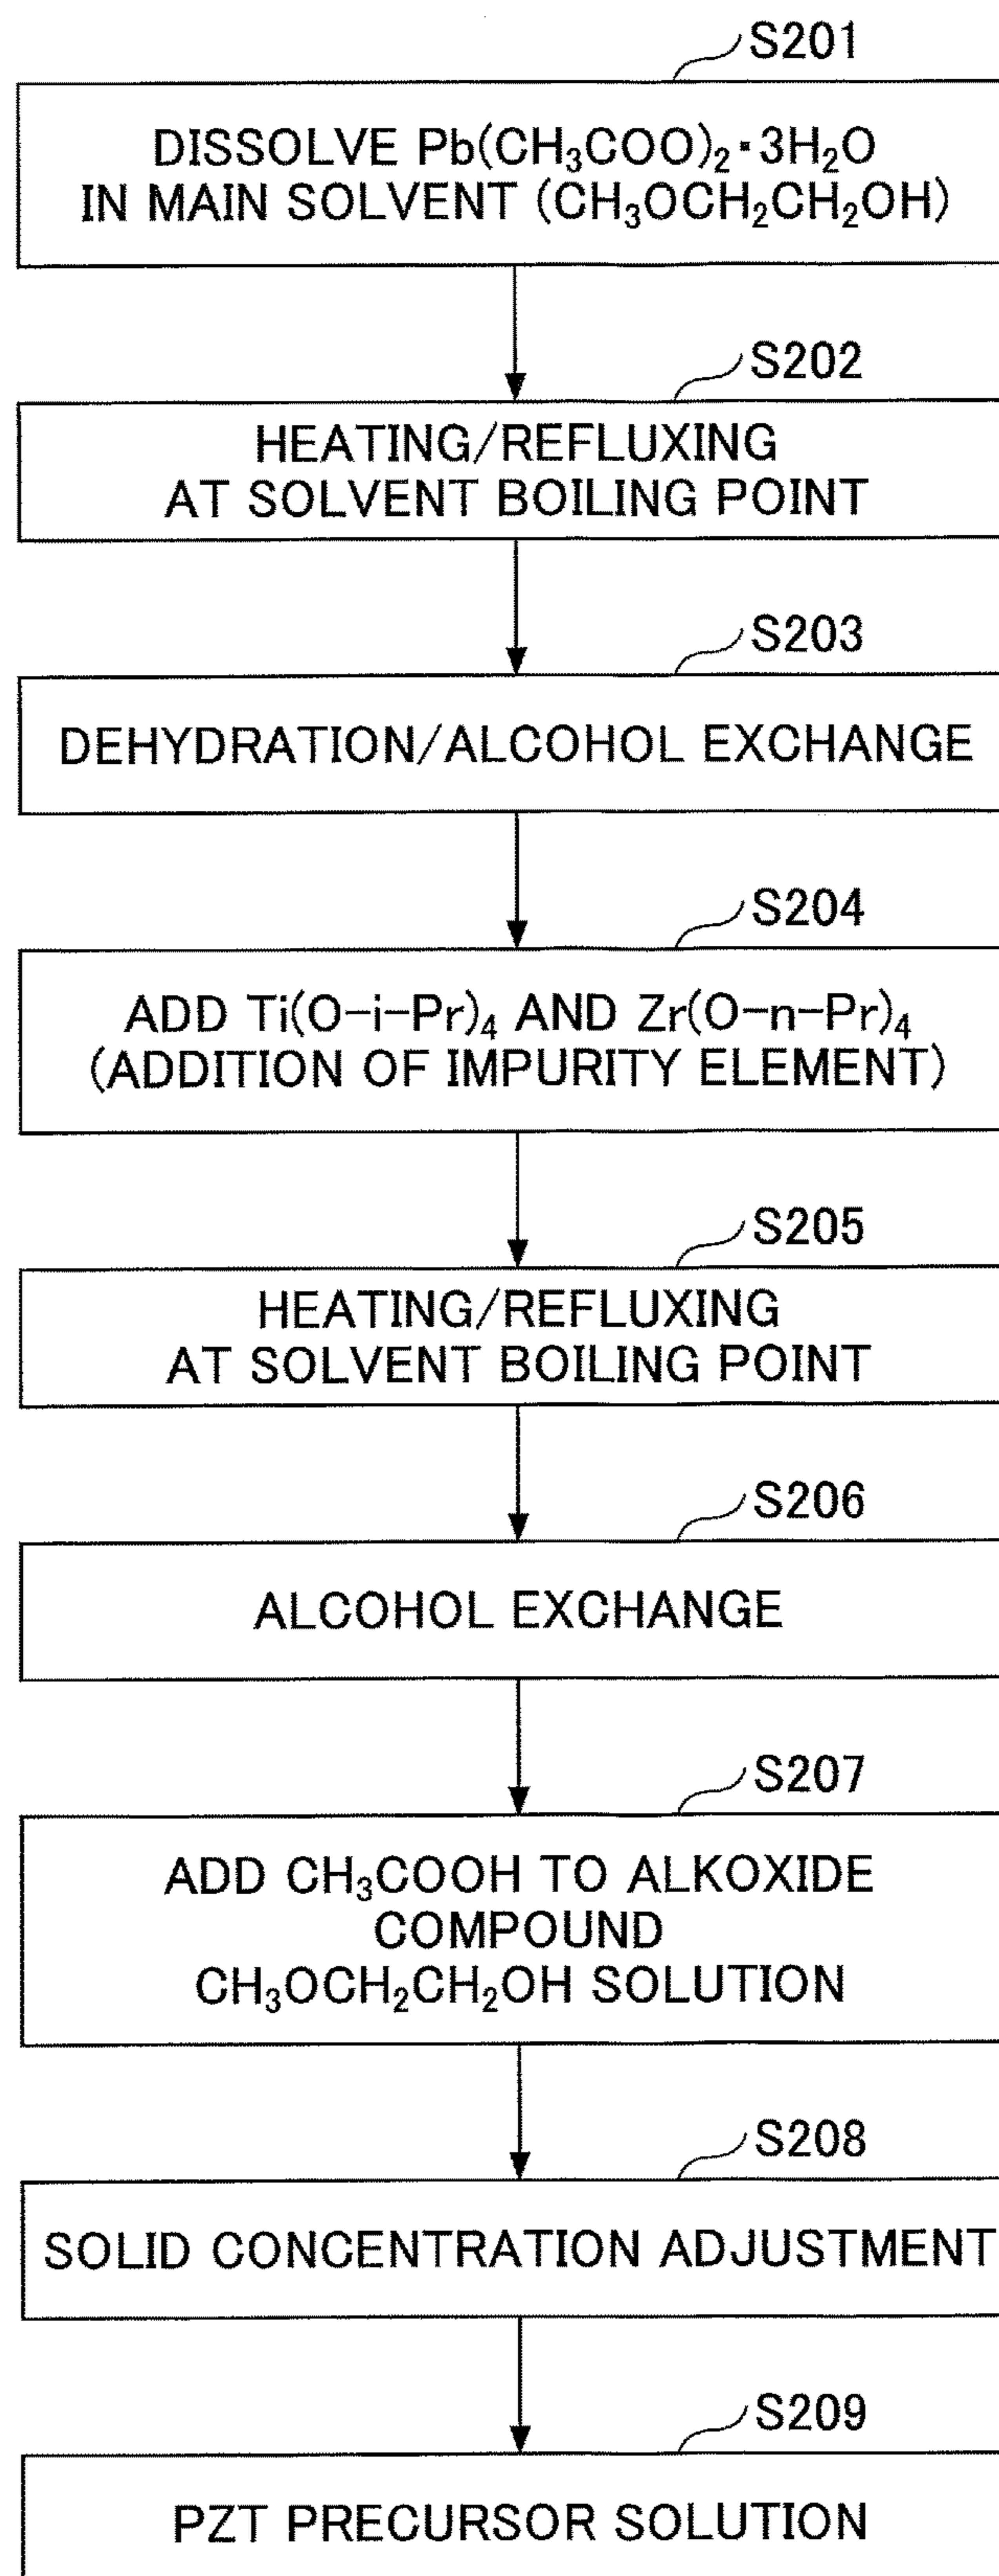 S201
DISSOLVE Pb(CH₃COO)₂·3H₂O
IN MAIN SOLVENT (CH₃OCH₂CH₂OH)
S202
HEATING/REFLUXING
AT SOLVENT BOILING POINT
S203
DEHYDRATION/ALCOHOL EXCHANGE
S204
ADD Ti(O-i-Pr)₄ AND Zr(O-n-Pr)₄
(ADDITION OF IMPURITY ELEMENT)
S205
HEATING/REFLUXING
AT SOLVENT BOILING POINT
S206
ALCOHOL EXCHANGE
S207
ADD CH₃COOH TO ALKOXIDE
COMPOUND
CH₃OCH₂CH₂OH SOLUTION
S208
SOLID CONCENTRATION ADJUSTMENT
S209
PZT PRECURSOR SOLUTION